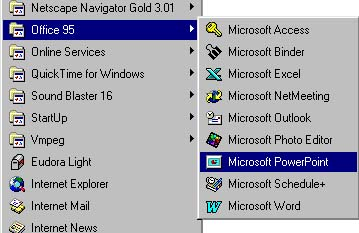 Netscape Navigator Gold 3.01
Office 95
Online Services
QuickTime for Windows
Sound Blaster 16
StartUp
Vmpeg
Eudora Light
Internet Explorer
Internet Mail
Internet News
Microsoft Access
Microsoft Binder
Microsoft Excel
Microsoft NetMeeting
Microsoft Outlook
Microsoft Photo Editor
Microsoft PowerPoint
Microsoft Schedule+
Microsoft Word